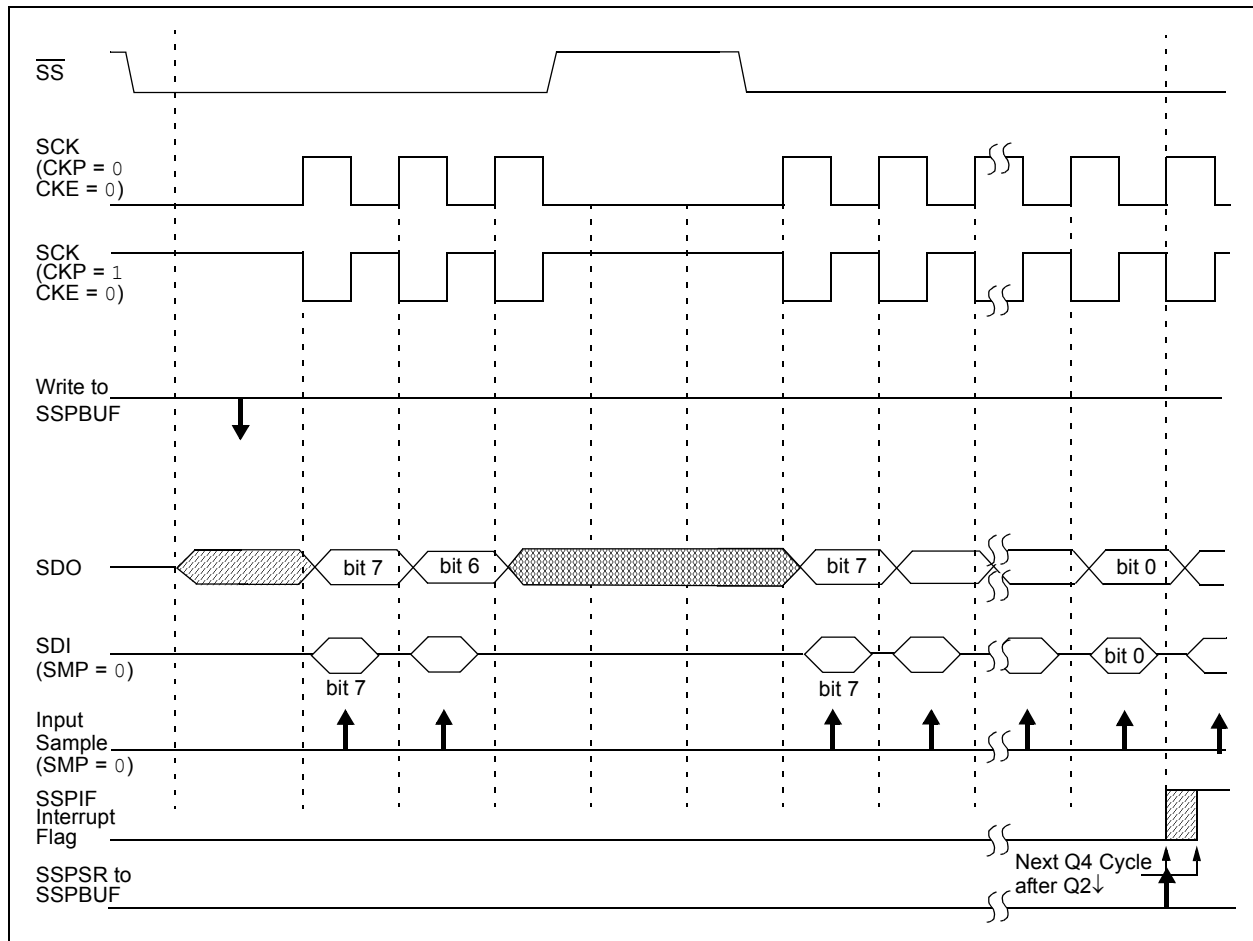 SS
SCK
(CKP = 0
CKE = 0)
SCK
(CKP = 1
CKE = 0)
Write to
SSPBUF
SDO
bit 7
bit 6
bit 7
bit 0
SDI
(SMP = 0)
bit 7
bit 7
bit 0
Input
Sample
(SMP = 0)
SSPIF
Interrupt
Flag
SSPSR to
SSPBUF
Next Q4 Cycle
after Q2↓